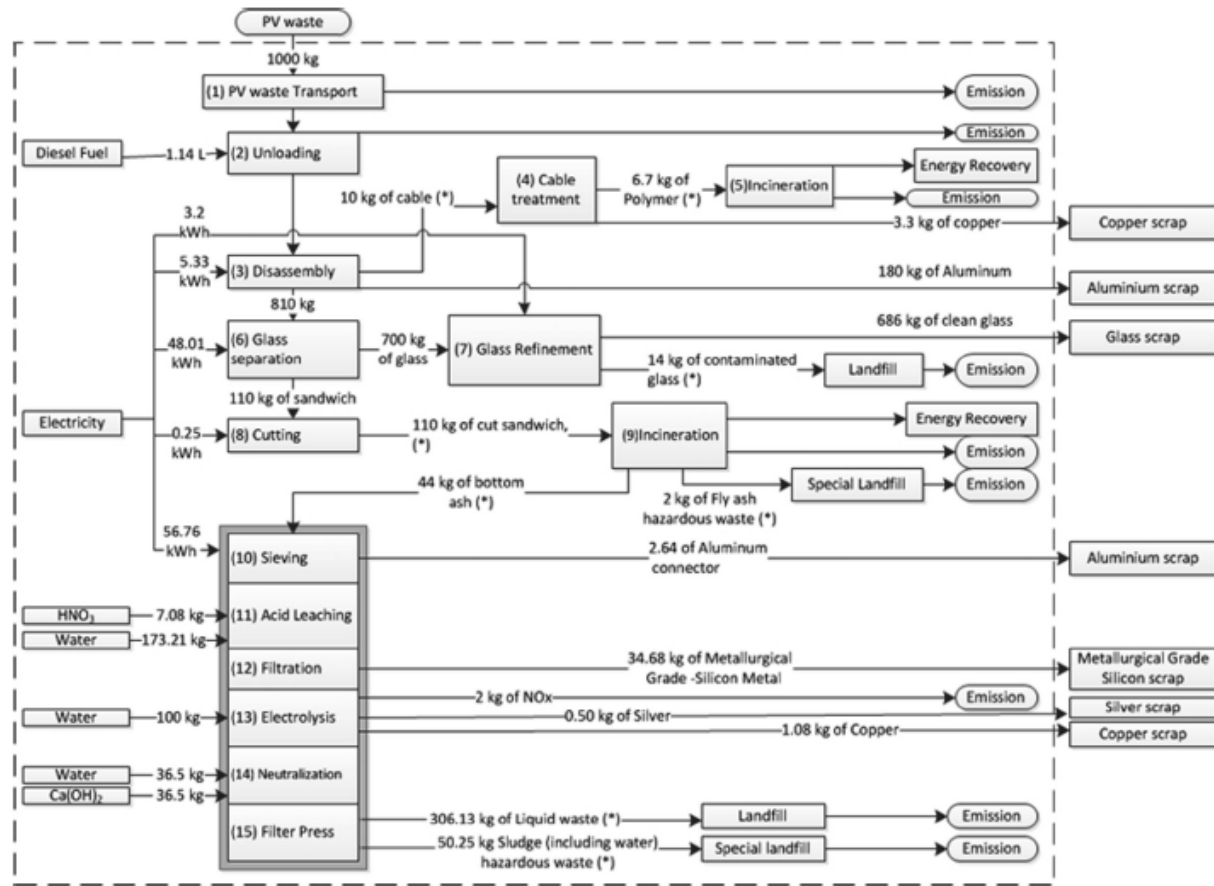 PV waste
1000 kg
(1) PV waste Transport
Emission
Diesel Fuel
1.14 L
(2) Unloading
Emission
(4) Cable
treatment
6.7 kg of
Polymer (*)
(5)Incineration
Energy Recovery
Emission
10 kg of cable (*)
3.3 kg of copper
Copper scrap
3.2
kWh
5.33
kWh
(3) Disassembly
180 kg of Aluminum
Aluminium scrap
810 kg
48.01
kWh
(6) Glass
separation
700 kg
of glass
(7) Glass Refinement
686 kg of clean glass
Glass scrap
14 kg of contaminated
glass (*)
Landfill
Emission
110 kg of sandwich
Electricity
0.25
kWh
(8) Cutting
110 kg of cut sandwich,
(*)
(9)Incineration
Energy Recovery
Emission
44 kg of bottom
ash (*)
2 kg of Fly ash
hazardous waste (*)
Special Landfill
Emission
56.76
kWh
(10) Sieving
2.64 of Aluminum
connector
Aluminium scrap
HNO₃
7.08 kg
Water
173.21 kg
(11) Acid Leaching
(12) Filtration
34.68 kg of Metallurgical
Grade -Silicon Metal
Metallurgical Grade
Silicon scrap
2 kg of NOx
Emission
Water
100 kg
(13) Electrolysis
0.50 kg of Silver
Silver scrap
1.08 kg of Copper
Copper scrap
Water
36.5 kg
Ca(OH)₂
36.5 kg
(14) Neutralization
(15) Filter Press
306.13 kg of Liquid waste (*)
Landfill
Emission
50.25 kg Sludge (including water)
hazardous waste (*)
Special landfill
Emission